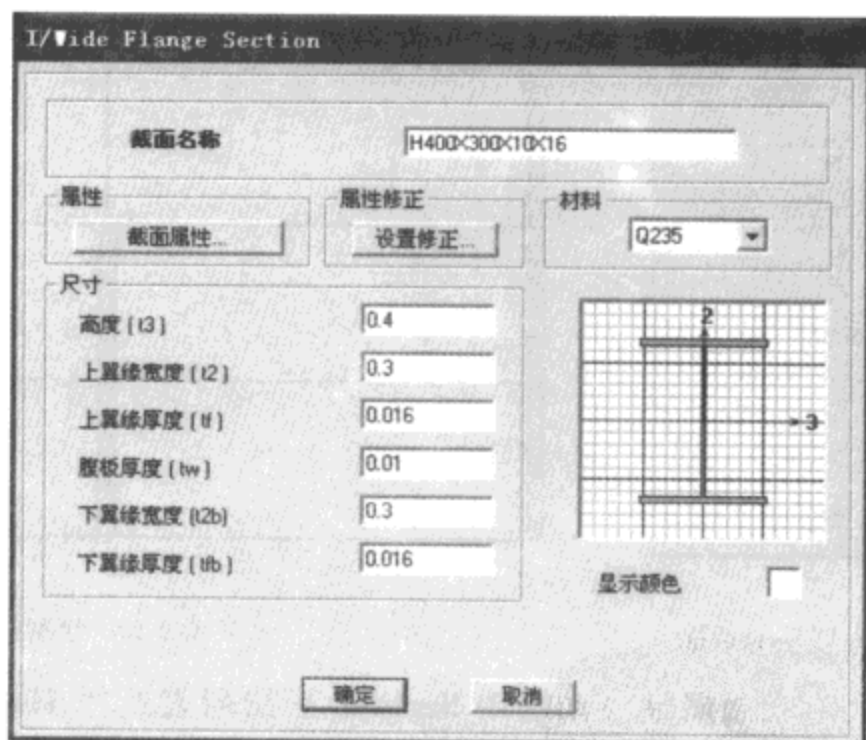 I/Wide Flange Section
截面名称 H400X300X10X16
属性 属性修正 材料
截面属性... 设置修正... Q235
尺寸
高度 ( t3 ) 0.4
上翼缘宽度 ( t2 ) 0.3
上翼缘厚度 ( tf ) 0.016
腹板厚度 ( tw ) 0.01
下翼缘宽度 (t2b) 0.3
下翼缘厚度 ( tfb ) 0.016
2
3
显示颜色
确定 取消